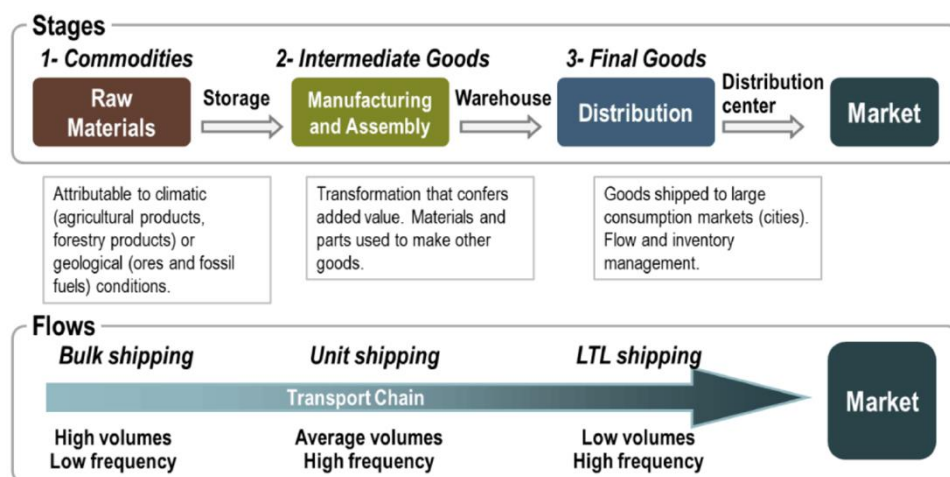 Stages
1- Commodities
2- Intermediate Goods
3- Final Goods
Raw
Materials
Storage
Manufacturing
and Assembly
Warehouse
Distribution
Distribution
center
Market
Attributable to climatic
(agricultural products,
forestry products) or
geological (ores and fossil
fuels) conditions.
Transformation that confers
added value. Materials and
parts used to make other
goods.
Goods shipped to large
consumption markets (cities).
Flow and inventory
management.
Flows
Bulk shipping
Unit shipping
LTL shipping
Transport Chain
Market
High volumes
Low frequency
Average volumes
High frequency
Low volumes
High frequency